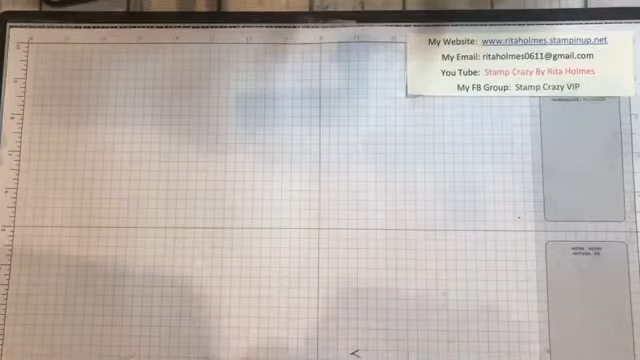 My Website: www.ritaholmes.stampinup.net
My Email: ritaholmes0611@gmail.com
You Tube: Stamp Crazy By Rita Holmes
My FB Group: Stamp Crazy VIP